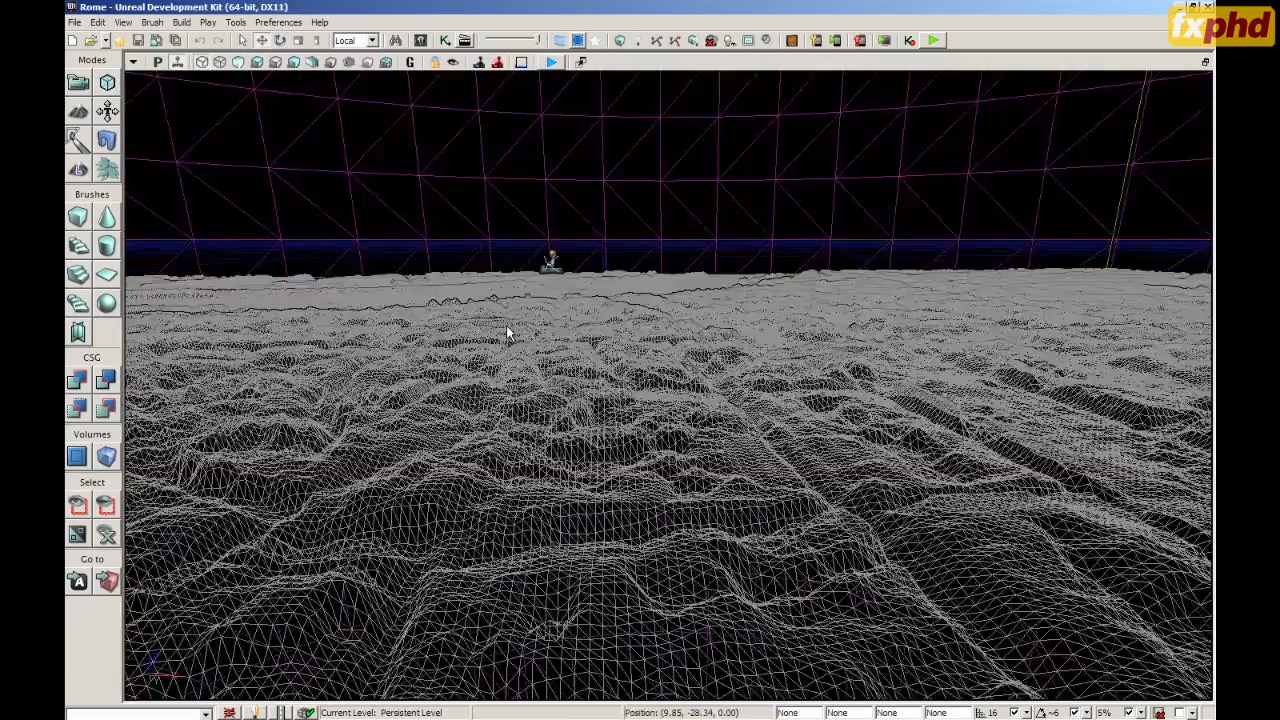 Rome - Unreal Development Kit (64-bit, DX11)
fxphd
File Edit View Brush Build Play Tools Preferences Help
Local
Modes
P G
Brushes
CSG
Volumes
Select
Go to
Current Level: Persistent Level
Position: (9.85, -28.34, 0.00)
None None None None
16 ~6 5%